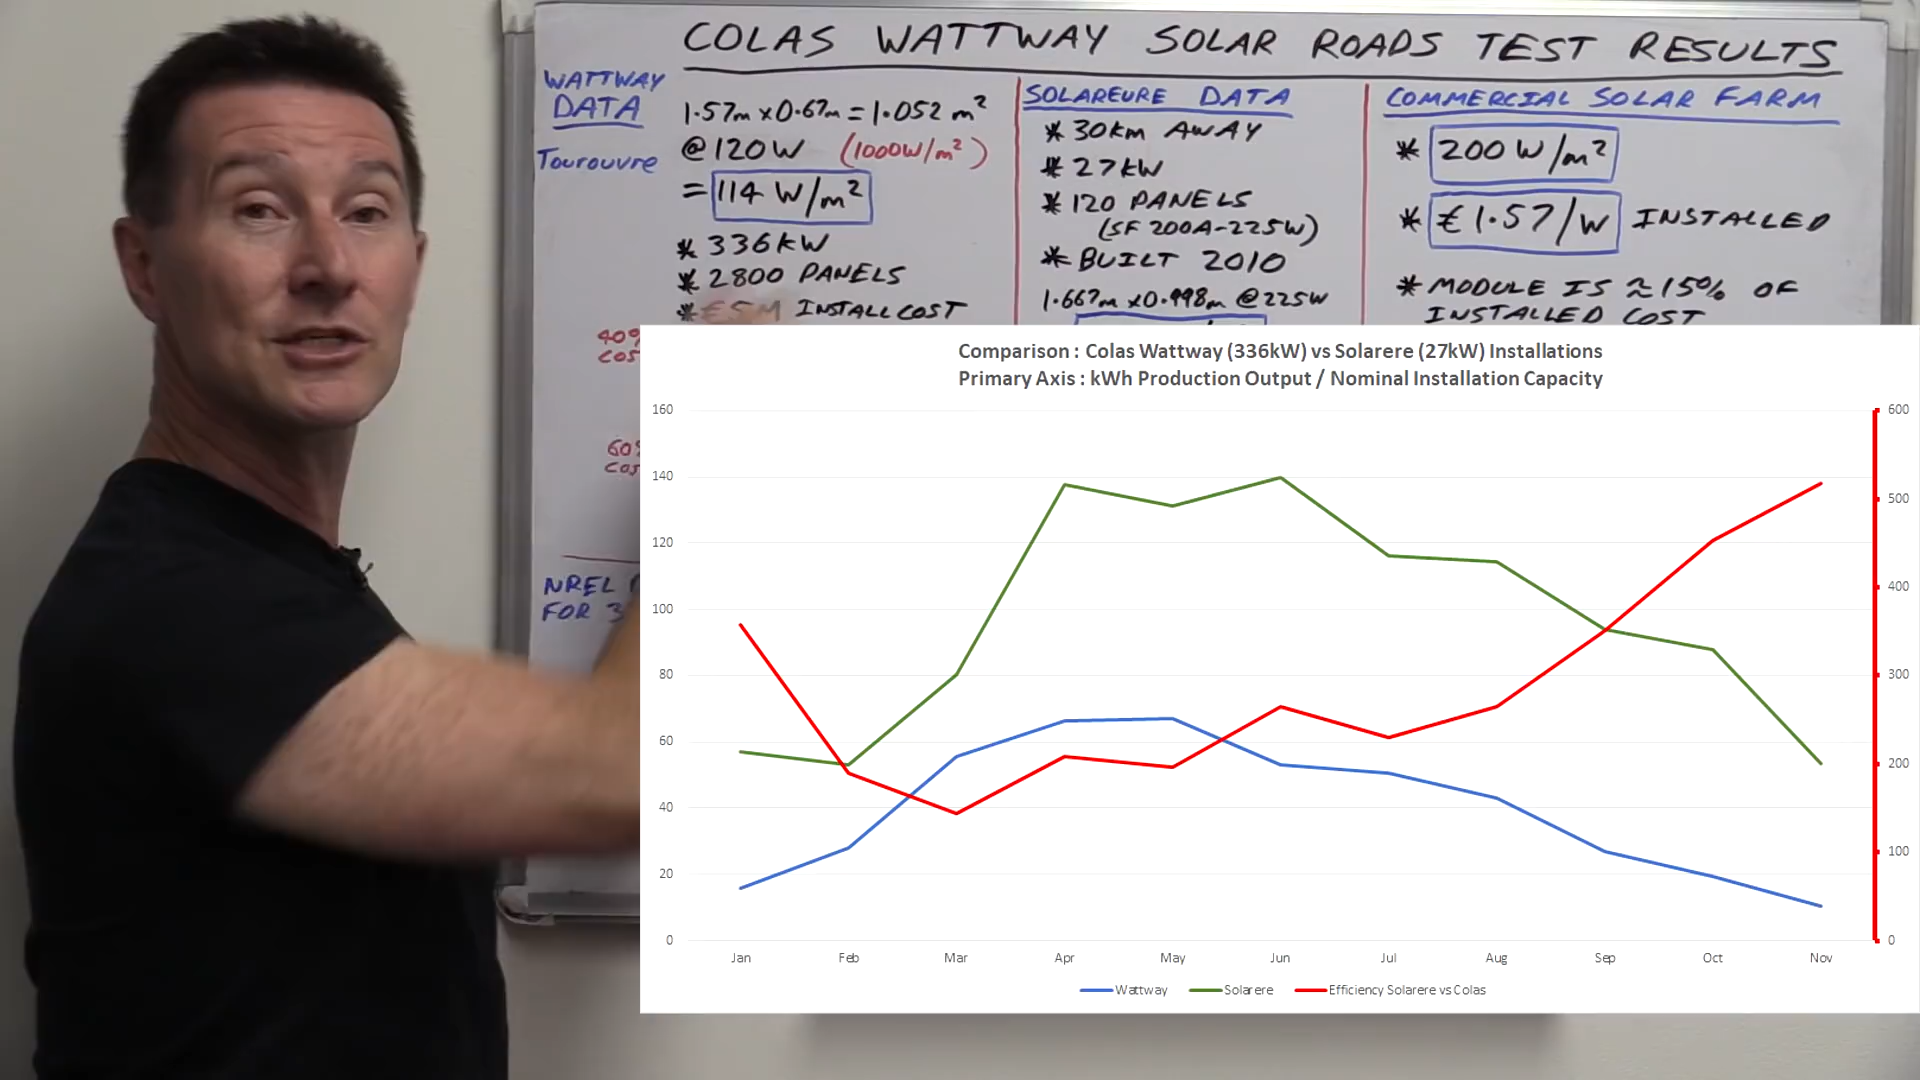 COLAS WATTWAY SOLAR ROADS TEST RESULTS
WATTWAY
DATA
Tourouvre
1.57m x 0.67m = 1.052 m²
@ 120W (1000W/m²)
= 114 W/m²
* 336kW
* 2800 PANELS
* €5M INSTALL COST
40%
COS
60%
COS
NREL
FOR 3
SOLAREURE DATA
* 30km AWAY
* 27kW
* 120 PANELS
(SF 200A-225W)
* BUILT 2010
1.667m x 0.998m @ 225W
COMMERCIAL SOLAR FARM
* 200 W/m²
* €1.57/W INSTALLED
* MODULE IS ≈15% OF
INSTALLED COST
Comparison : Colas Wattway (336kW) vs Solarere (27kW) Installations
Primary Axis : kWh Production Output / Nominal Installation Capacity
160 600
140 500
120 400
100 300
80 200
60 100
40 0
20
0
Jan Feb Mar Apr May Jun Jul Aug Sep Oct Nov
Wattway Solarere Efficiency Solarere vs Colas